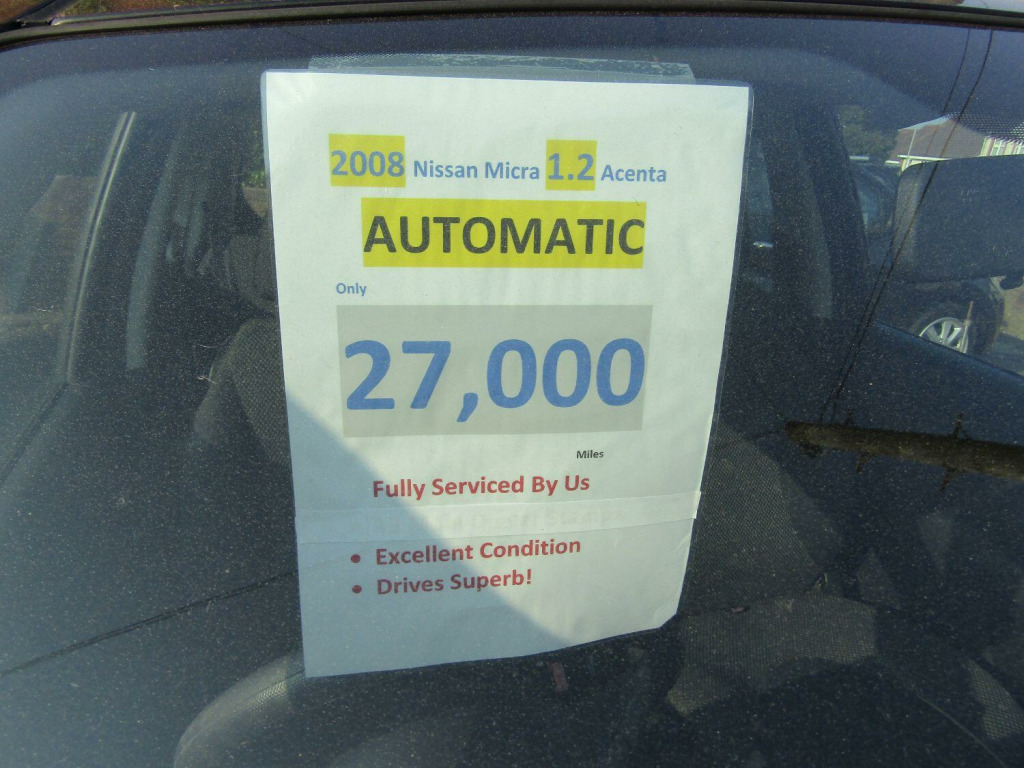 2008 Nissan Micra 1.2 Acenta
AUTOMATIC
Only
27,000
Miles
Fully Serviced By Us
• Excellent Condition
• Drives Superb!